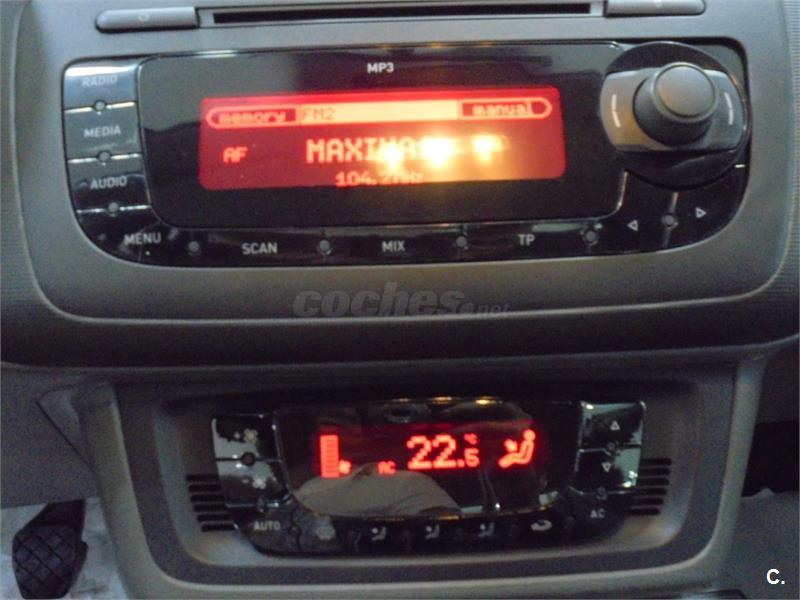 MP3
RADIO
memory FM2 manual
MEDIA
AF MAXIMA
104.2MHz
AUDIO
MENU SCAN MIX TP
coches.net
22.5 °C
AC
AUTO AC
C.